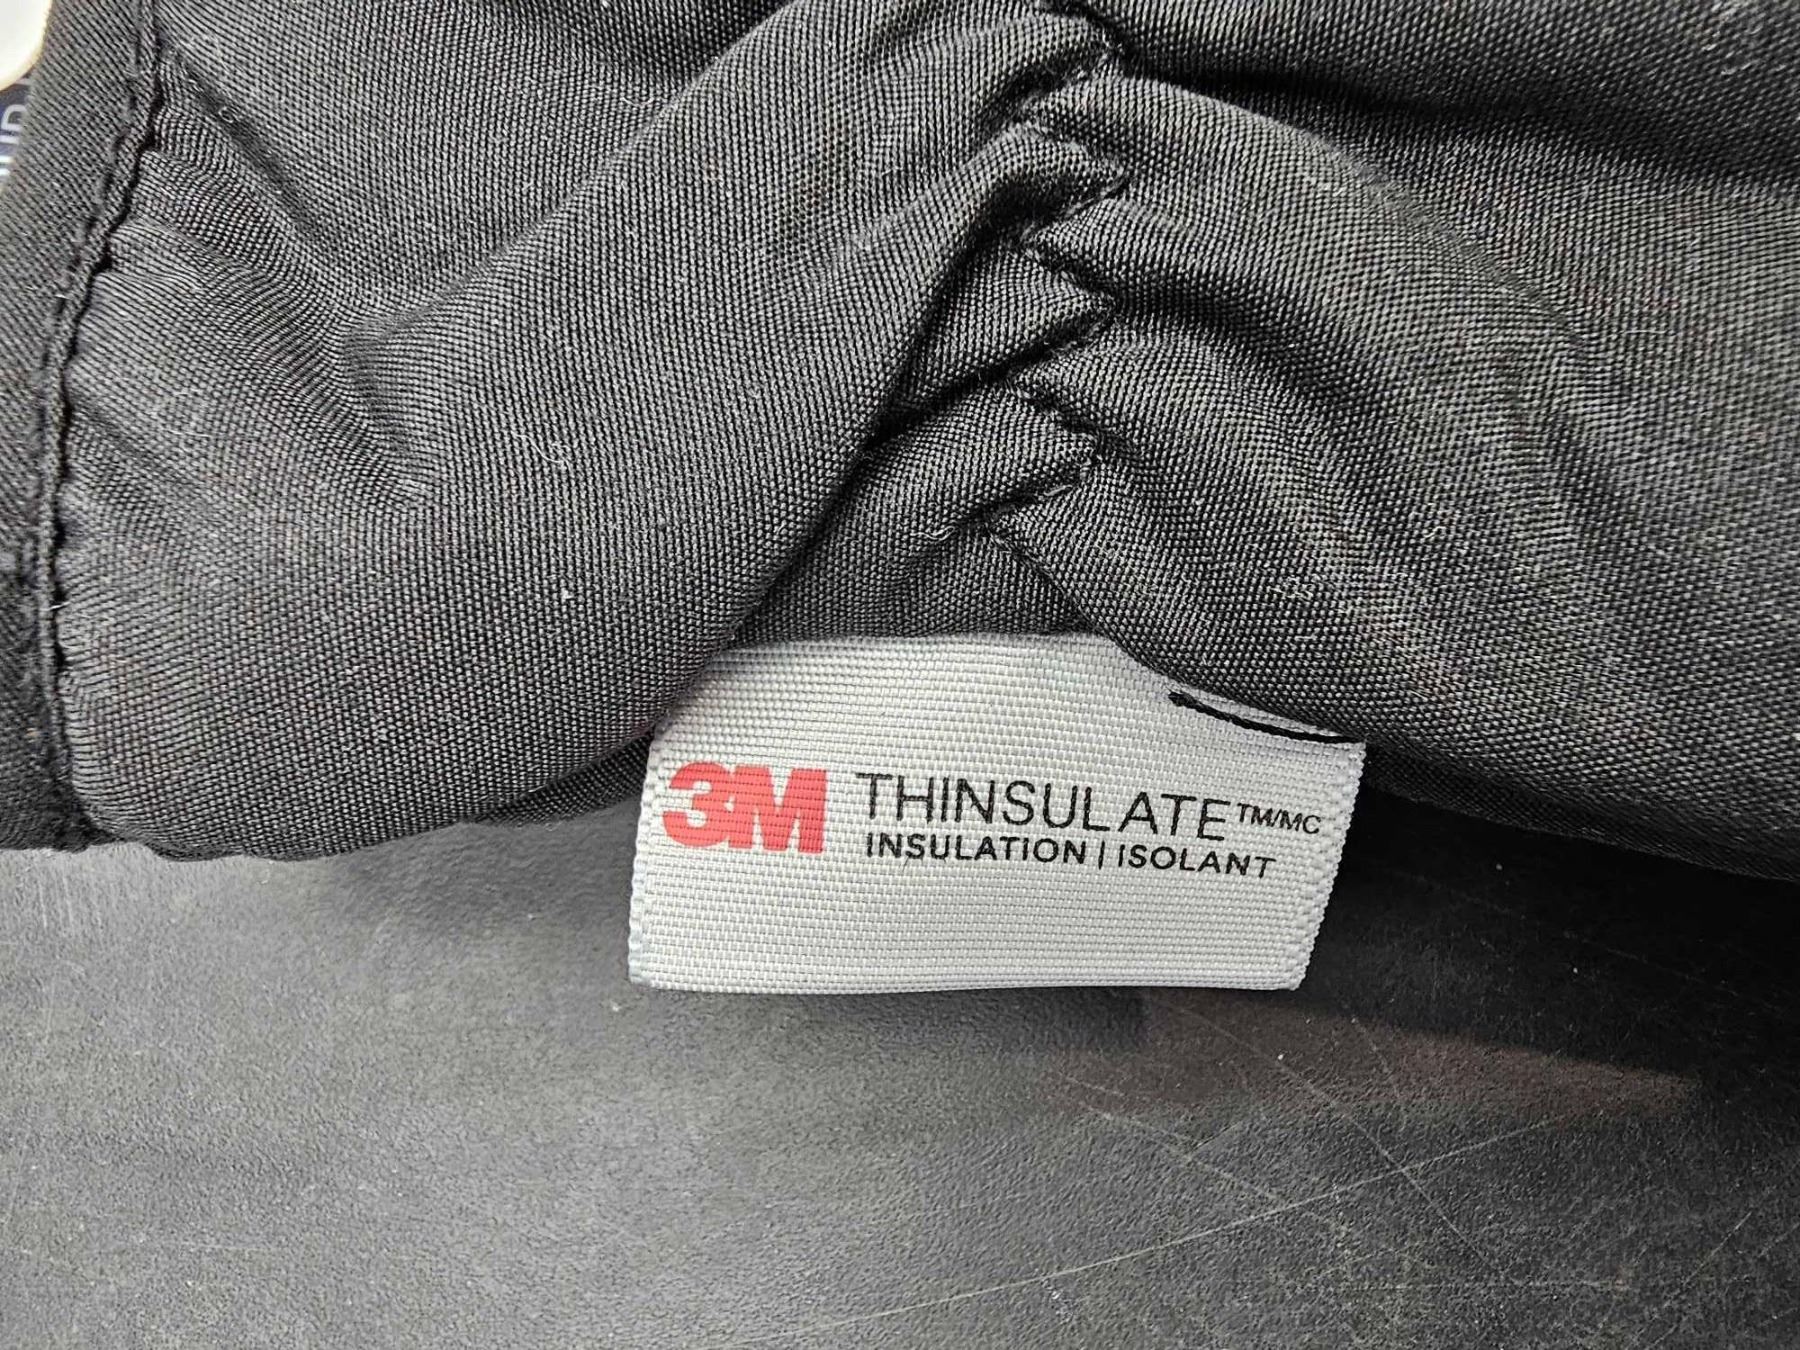 3M THINSULATE™/MC
INSULATION | ISOLANT